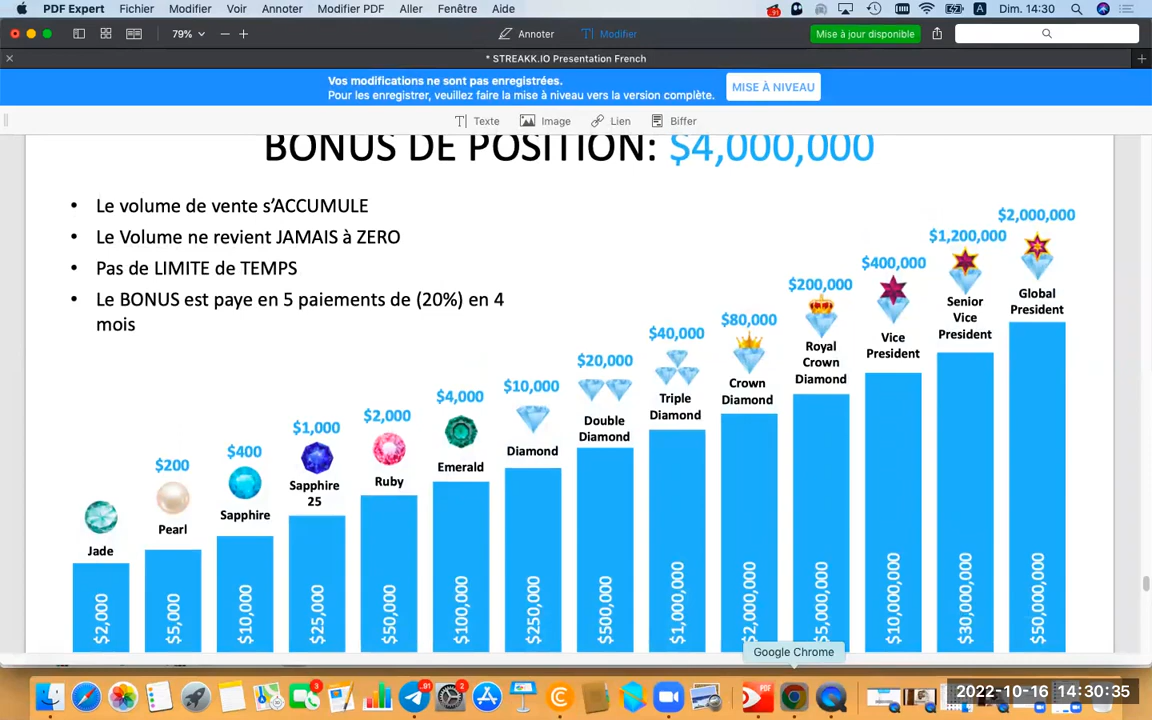 PDF Expert Fichier Modifier Voir Annoter Modifier PDF Aller Fenêtre Aide
91
A Dim. 14:30
79%
Annoter
Modifier
Mise à jour disponible
* STREAKK.IO Presentation French
Vos modifications ne sont pas enregistrées.
Pour les enregistrer, veuillez faire la mise à niveau vers la version complète.
MISE À NIVEAU
Texte Image Lien Biffer
BONUS DE POSITION: $4,000,000
• Le volume de vente s’ACCUMULE
• Le Volume ne revient JAMAIS à ZERO
• Pas de LIMITE de TEMPS
• Le BONUS est paye en 5 paiements de (20%) en 4
mois
Jade
$2,000
$200
Pearl
$5,000
$400
Sapphire
$10,000
$1,000
Sapphire
25
$25,000
$2,000
Ruby
$50,000
$4,000
Emerald
$100,000
$10,000
Diamond
$250,000
$20,000
Double
Diamond
$500,000
$40,000
Triple
Diamond
$1,000,000
$80,000
Crown
Diamond
$2,000,000
$200,000
Royal
Crown
Diamond
$5,000,000
$400,000
Vice
President
$10,000,000
$1,200,000
Senior
Vice
President
$30,000,000
$2,000,000
Global
President
$50,000,000
Google Chrome
3
91
2
PDF
2022-10-16 14:30:35